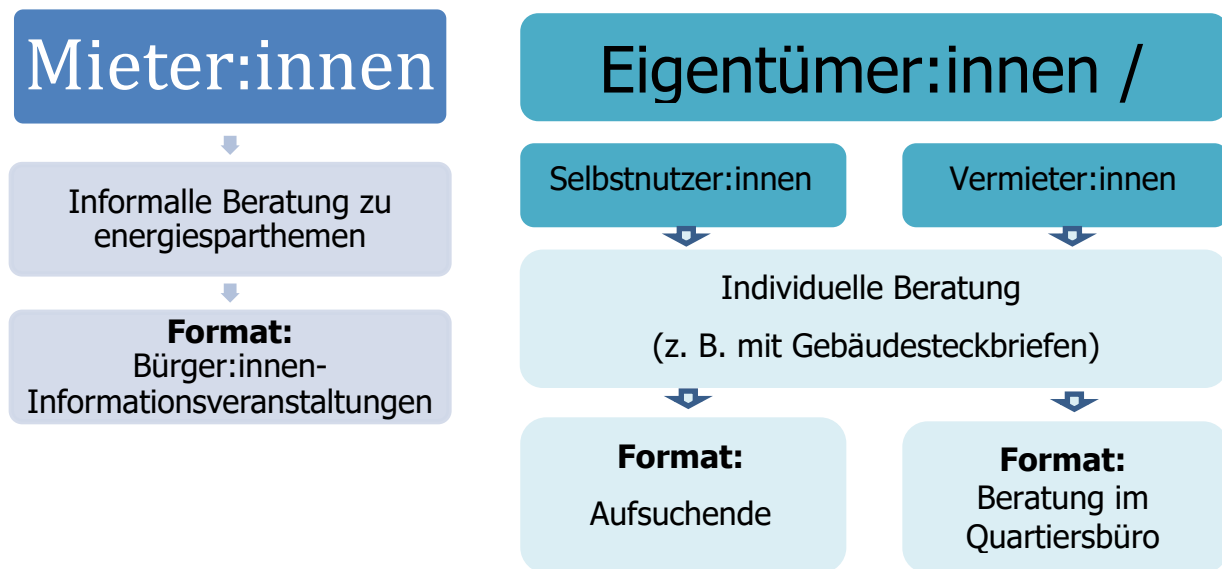 Mieter:innen
Informalle Beratung zu
energiesparthemen
Format:
Bürger:innen-
Informationsveranstaltungen
Eigentümer:innen /
Selbstnutzer:innen
Vermieter:innen
Individuelle Beratung
(z. B. mit Gebäudesteckbriefen)
Format:
Aufsuchende
Format:
Beratung im
Quartiersbüro